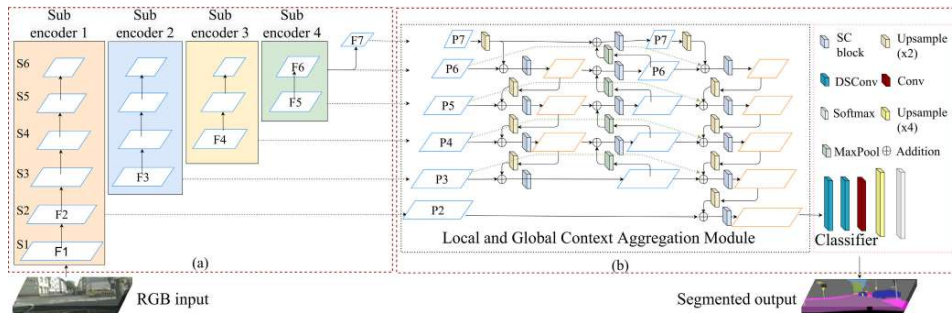 Sub encoder 1
Sub encoder 2
Sub encoder 3
Sub encoder 4
S6
S5
S4
S3
S2
S1
F7
F6
F5
F4
F3
F2
F1
(a)
RGB input
P7
P6
P5
P4
P3
P2
P7
P6
Local and Global Context Aggregation Module
(b)
SC block
Upsample (x2)
DSConv
Conv
Softmax
Upsample (x4)
MaxPool
Addition
Classifier
Segmented output